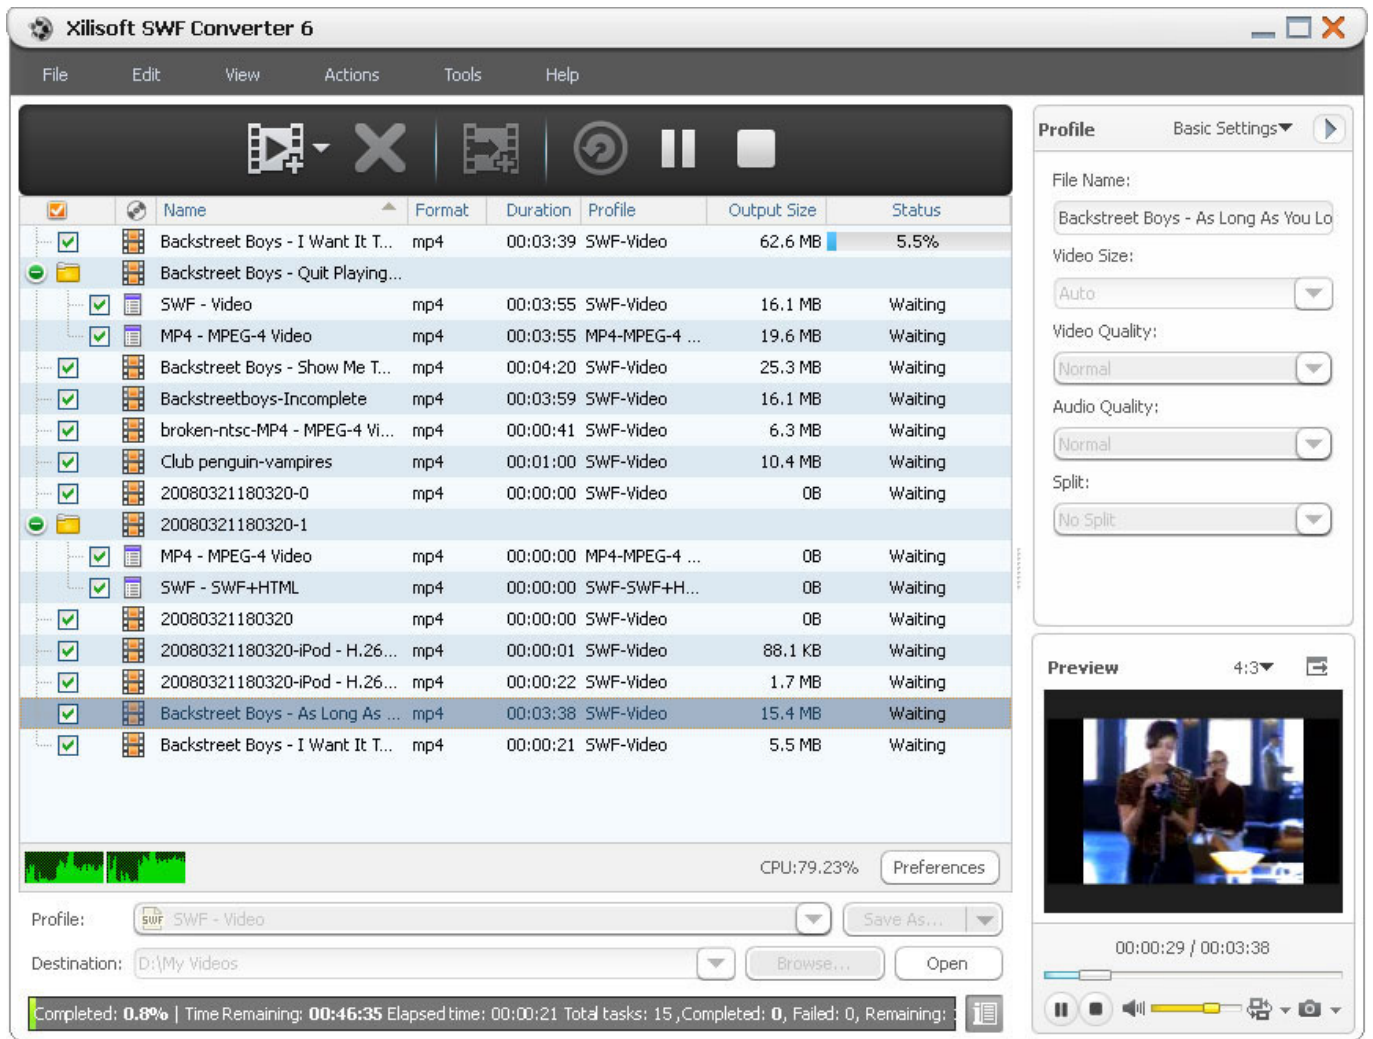 Xilisoft SWF Converter 6
File Edit View Actions Tools Help
Name Format Duration Profile Output Size Status
Backstreet Boys - I Want It T... mp4 00:03:39 SWF-Video 62.6 MB 5.5%
Backstreet Boys - Quit Playing...
SWF - Video mp4 00:03:55 SWF-Video 16.1 MB Waiting
MP4 - MPEG-4 Video mp4 00:03:55 MP4-MPEG-4 ... 19.6 MB Waiting
Backstreet Boys - Show Me T... mp4 00:04:20 SWF-Video 25.3 MB Waiting
Backstreetboys-Incomplete mp4 00:03:59 SWF-Video 16.1 MB Waiting
broken-ntsc-MP4 - MPEG-4 Vi... mp4 00:00:41 SWF-Video 6.3 MB Waiting
Club penguin-vampires mp4 00:01:00 SWF-Video 10.4 MB Waiting
20080321180320-0 mp4 00:00:00 SWF-Video 0B Waiting
20080321180320-1
MP4 - MPEG-4 Video mp4 00:00:00 MP4-MPEG-4 ... 0B Waiting
SWF - SWF+HTML mp4 00:00:00 SWF-SWF+H... 0B Waiting
20080321180320 mp4 00:00:00 SWF-Video 0B Waiting
20080321180320-iPod - H.26... mp4 00:00:01 SWF-Video 88.1 KB Waiting
20080321180320-iPod - H.26... mp4 00:00:22 SWF-Video 1.7 MB Waiting
Backstreet Boys - As Long As ... mp4 00:03:38 SWF-Video 15.4 MB Waiting
Backstreet Boys - I Want It T... mp4 00:00:21 SWF-Video 5.5 MB Waiting
CPU:79.23% Preferences
Profile: SWF SWF - Video Save As...
Destination: D:\My Videos Browse... Open
Completed: 0.8% | Time Remaining: 00:46:35 Elapsed time: 00:00:21 Total tasks: 15 ,Completed: 0, Failed: 0, Remaining:
Profile Basic Settings
File Name:
Backstreet Boys - As Long As You Lo
Video Size:
Auto
Video Quality:
Normal
Audio Quality:
Normal
Split:
No Split
Preview 4:3
00:00:29 / 00:03:38